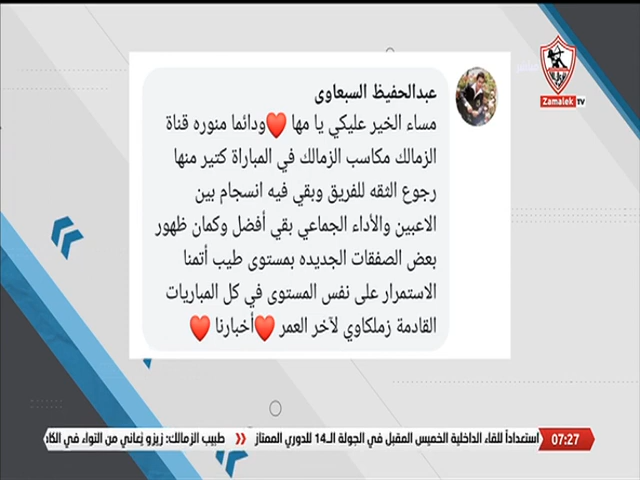 مباشر
Zamalek TV
عبدالحفيظ السبعاوى
مساء الخير عليكي يا مها ❤️ودائما منوره قناة
الزمالك مكاسب الزمالك في المباراة كتير منها
رجوع الثقه للفريق وبقي فيه انسجام بين
الاعبين والأداء الجماعي بقي أفضل وكمان ظهور
بعض الصفقات الجديده بمستوى طيب أتمنا
الاستمرار على نفس المستوى في كل المباريات
القادمة زملكاوي لآخر العمر ❤️أخبارنا ❤️
07:27 استعداداً للقاء الداخلية الخميس المقبل في الجولة الـ14 للدوري الممتاز » طبيب الزمالك: زيزو يُعاني من التواء في الكا